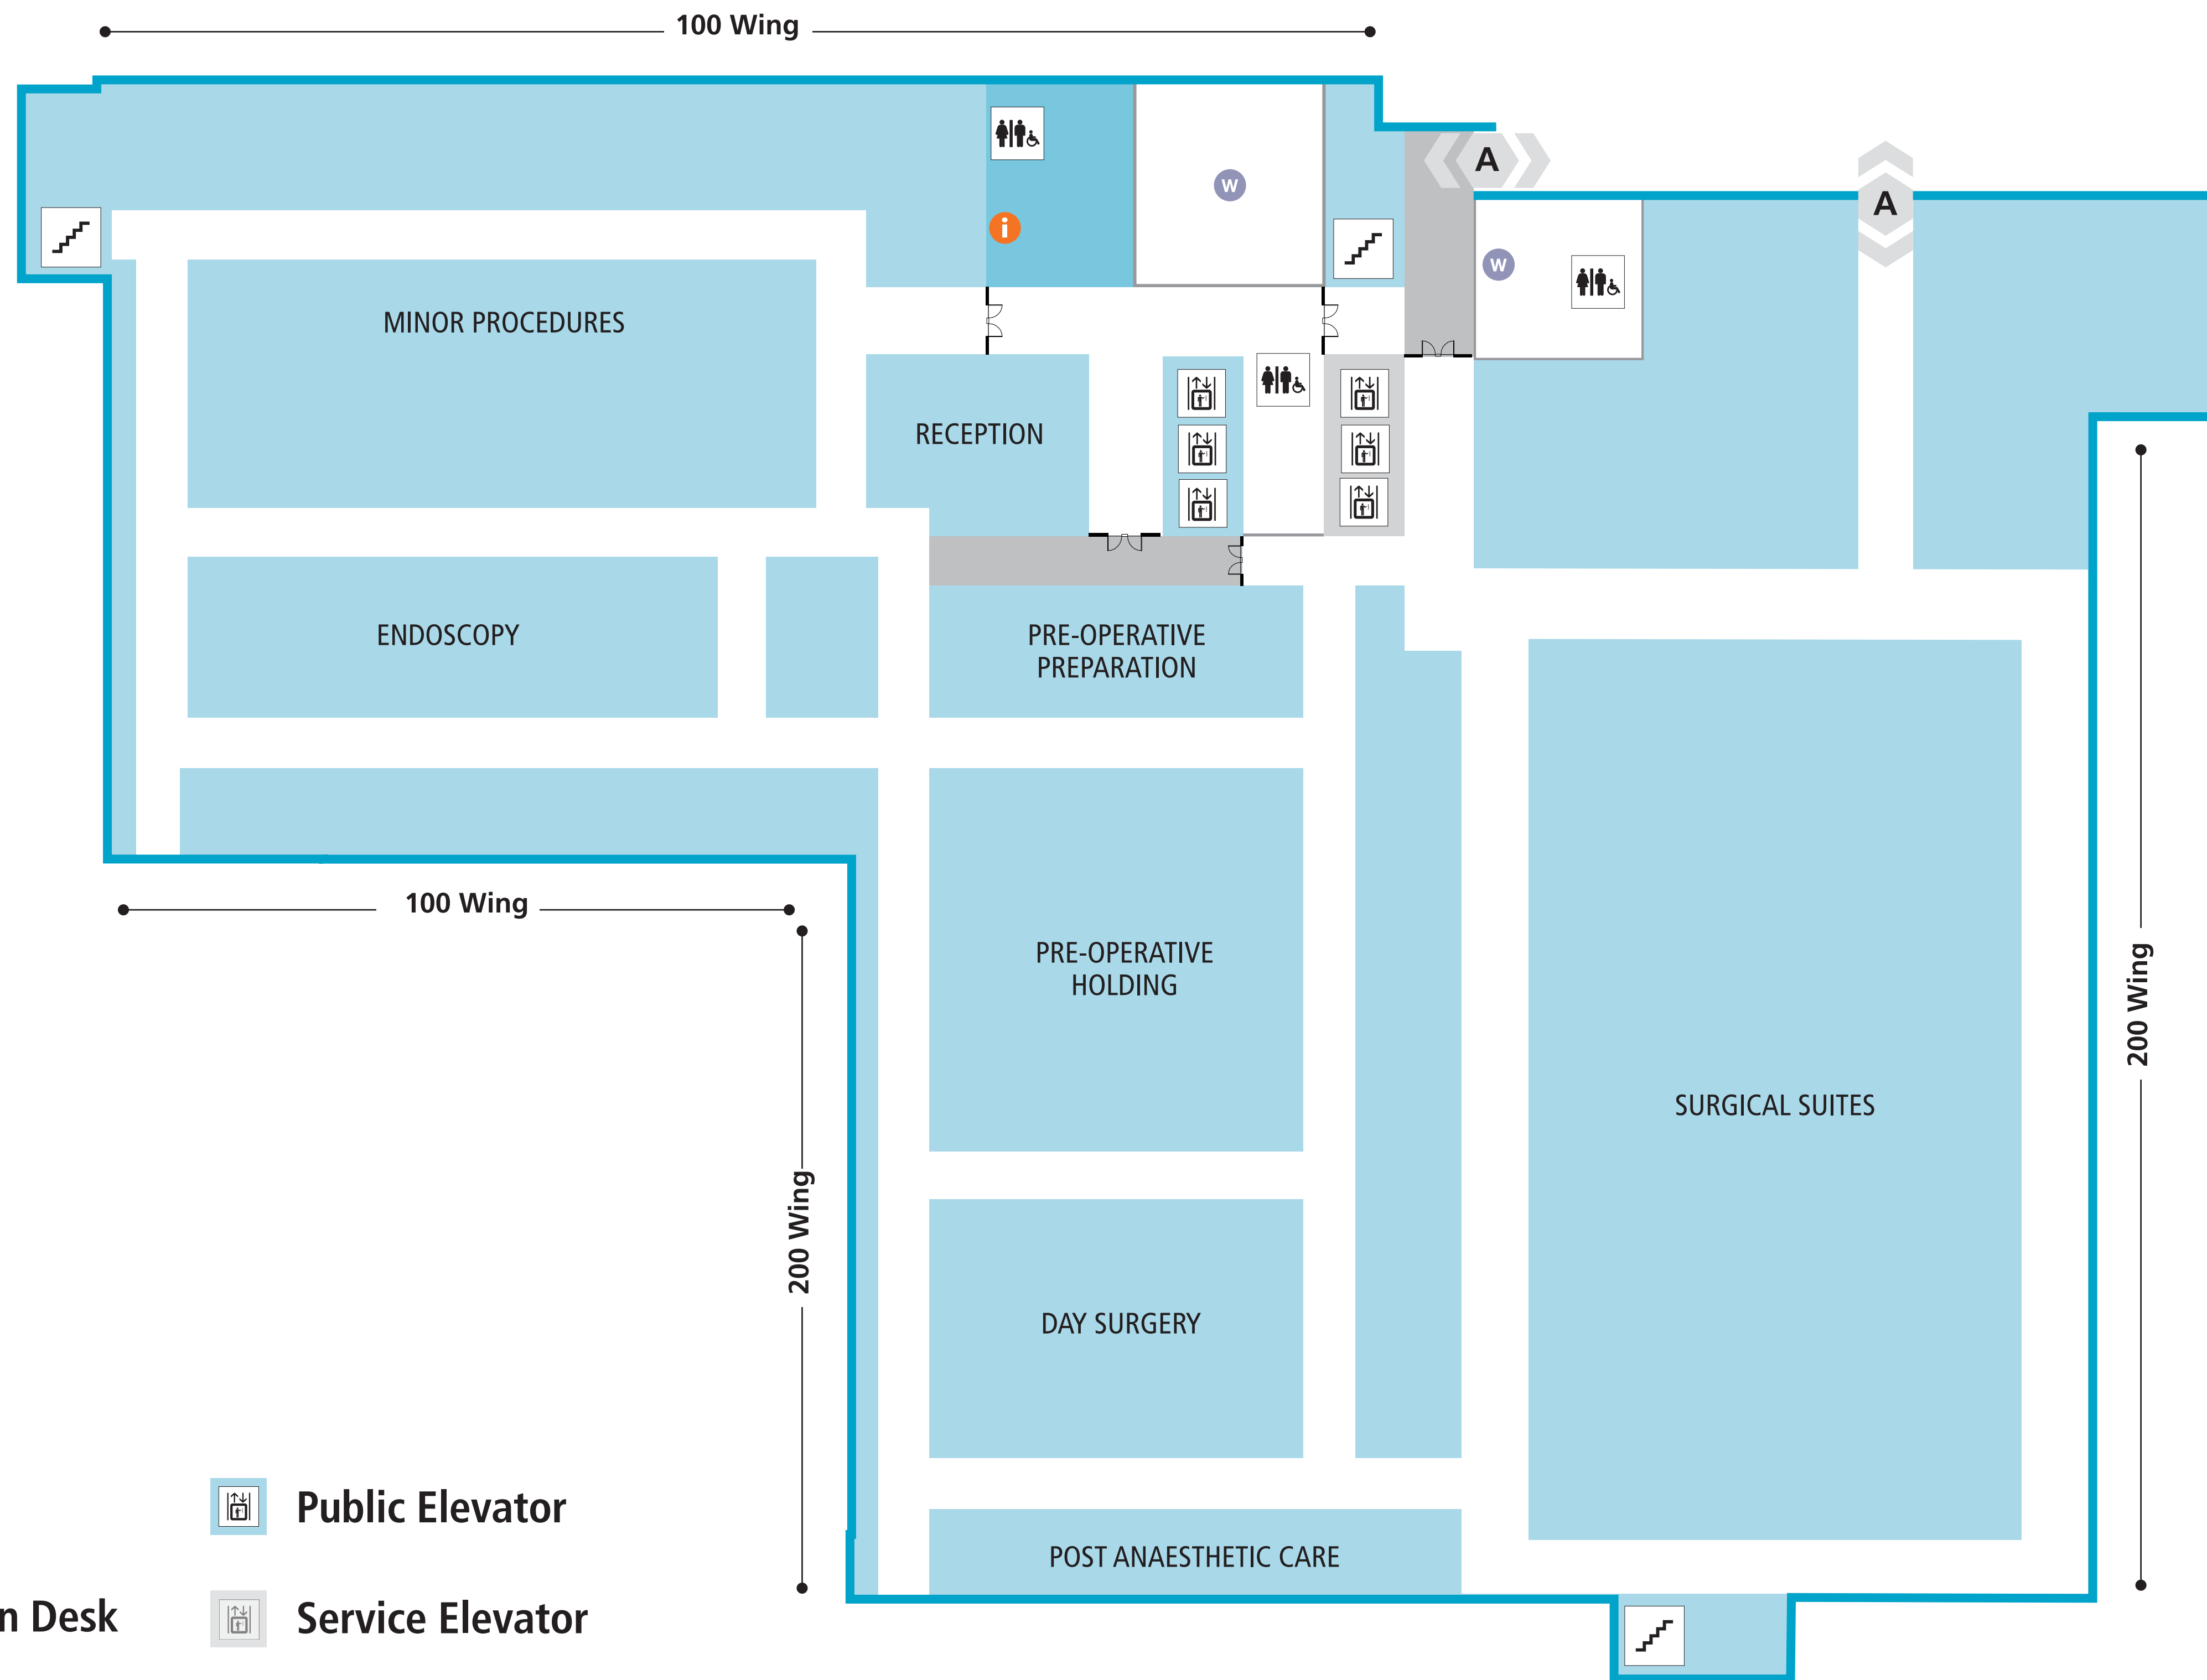 100 Wing
A
W
A
i
W
MINOR PROCEDURES
RECEPTION
ENDOSCOPY
PRE-OPERATIVE
PREPARATION
100 Wing
PRE-OPERATIVE
HOLDING
200 Wing
SURGICAL SUITES
200 Wing
DAY SURGERY
Public Elevator
POST ANAESTHETIC CARE
n Desk
Service Elevator